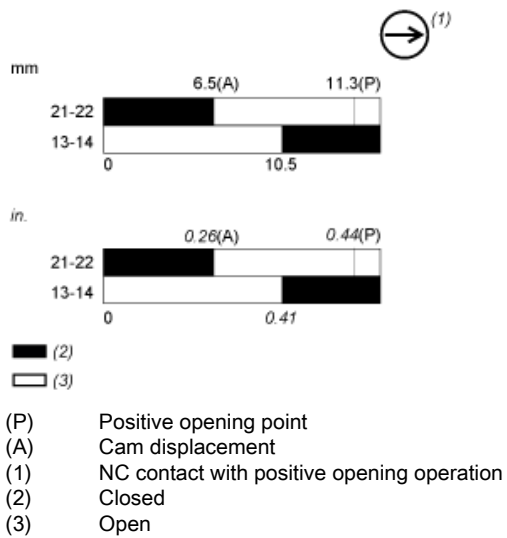 (1)
mm
6.5(A) 11.3(P)
21-22
13-14
0 10.5
in.
0.26(A) 0.44(P)
21-22
13-14
0 0.41
(2)
(3)
(P) Positive opening point
(A) Cam displacement
(1) NC contact with positive opening operation
(2) Closed
(3) Open